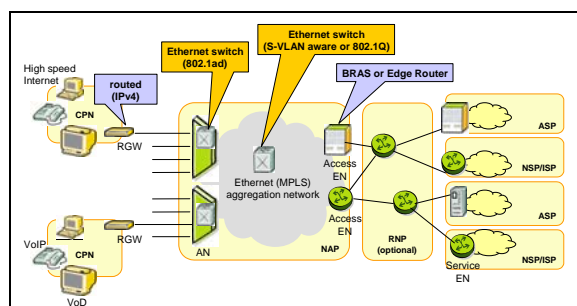 Ethernet switch
(S-VLAN aware or 802.1Q)
Ethernet switch
(802.1ad)
BRAS or Edge Router
High speed
Internet
routed
(IPv4)
CPN
RGW
ASP
Access
EN
NSP/ISP
Ethernet (MPLS)
aggregation network
Access
EN
ASP
VoIP
CPN
RGW
AN
NAP
RNP
(optional)
Service
EN
NSP/ISP
VoD